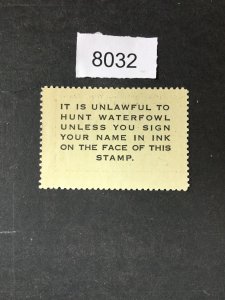 8032
IT IS UNLAWFUL TO
HUNT WATERFOWL
UNLESS YOU SIGN
YOUR NAME IN INK
ON THE FACE OF THIS
STAMP.